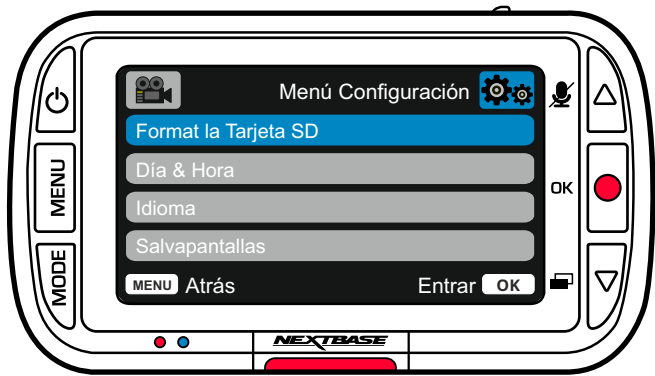 Menú Configuración
Format la Tarjeta SD
Día & Hora
Idioma
Salvapantallas
MENU Atrás Entrar OK
MENU
MODE
OK
NEXTBASE